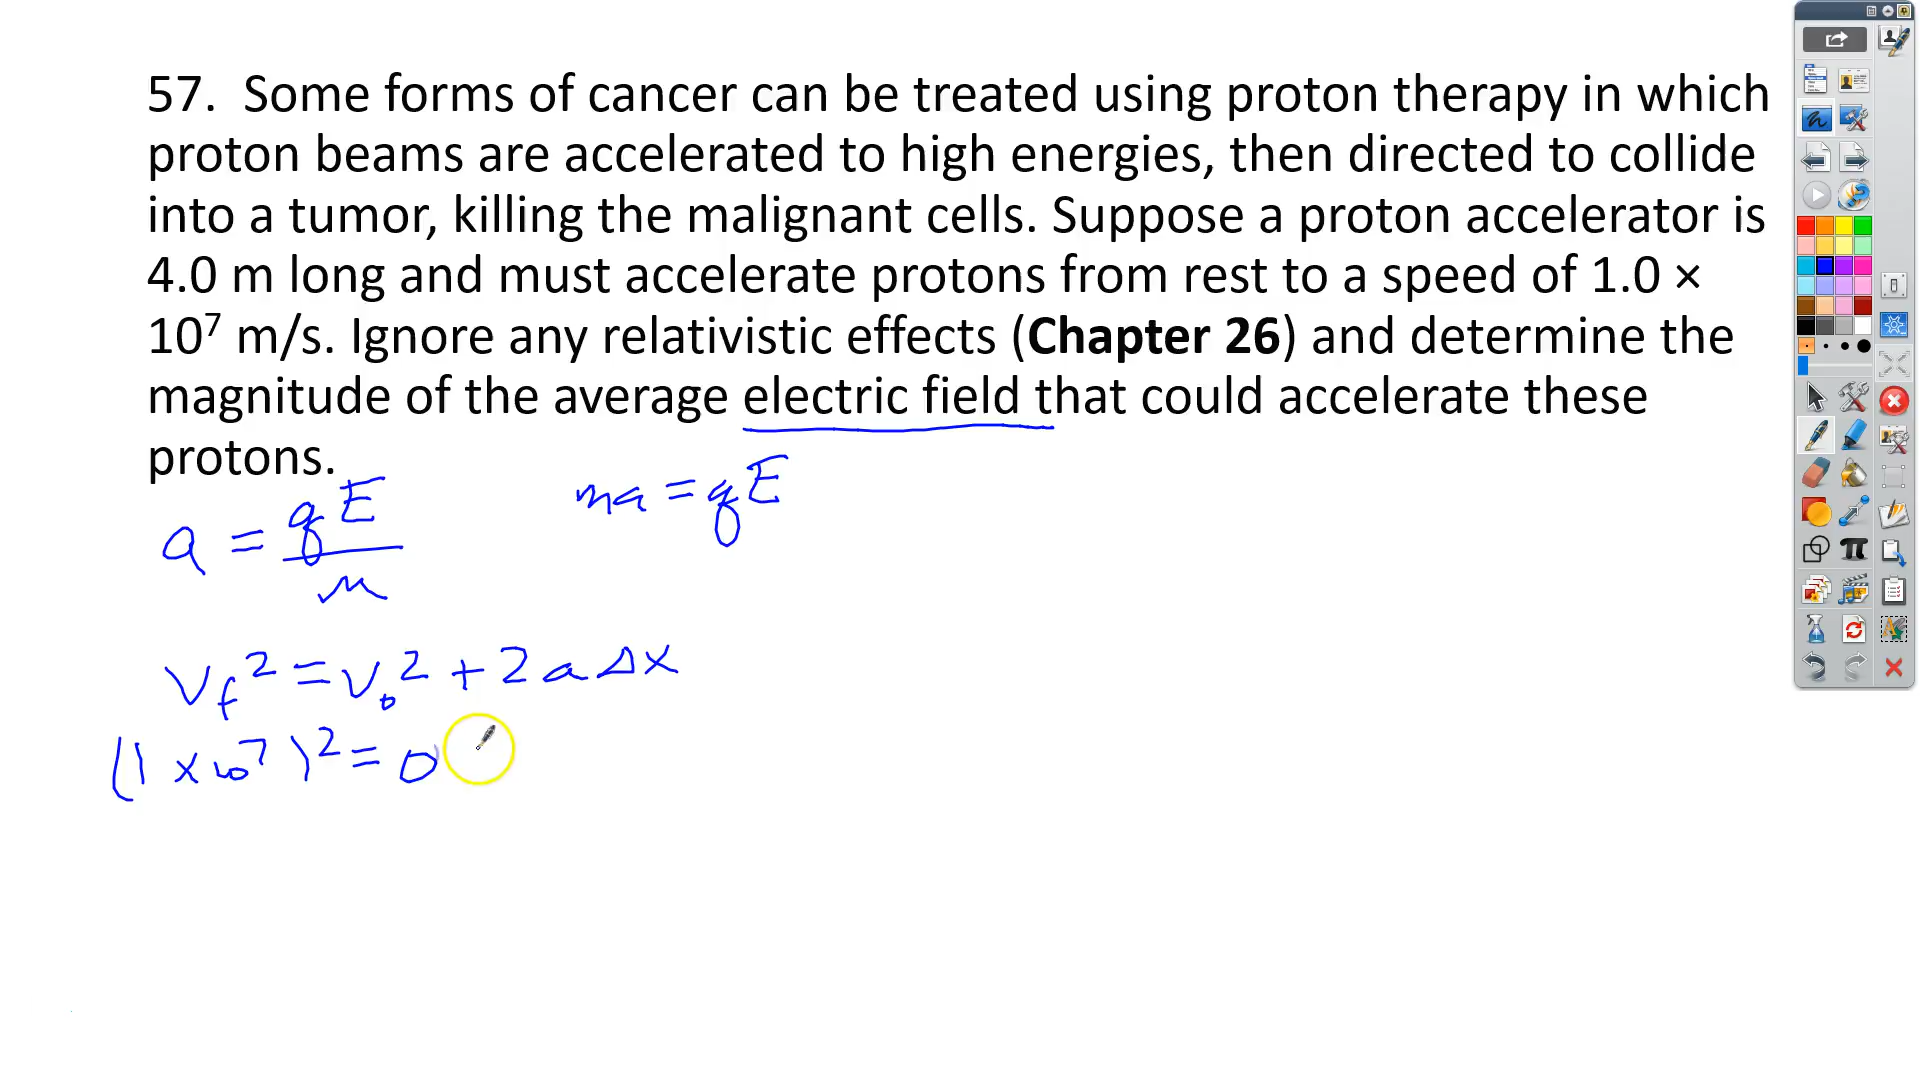 57. Some forms of cancer can be treated using proton therapy in which
proton beams are accelerated to high energies, then directed to collide
into a tumor, killing the malignant cells. Suppose a proton accelerator is
4.0 m long and must accelerate protons from rest to a speed of 1.0 ×
10⁷ m/s. Ignore any relativistic effects (Chapter 26) and determine the
magnitude of the average electric field that could accelerate these
protons.
a = qE/m
ma = qE
v_f² = v₀² + 2aΔx
(1 x 10⁷)² = 0